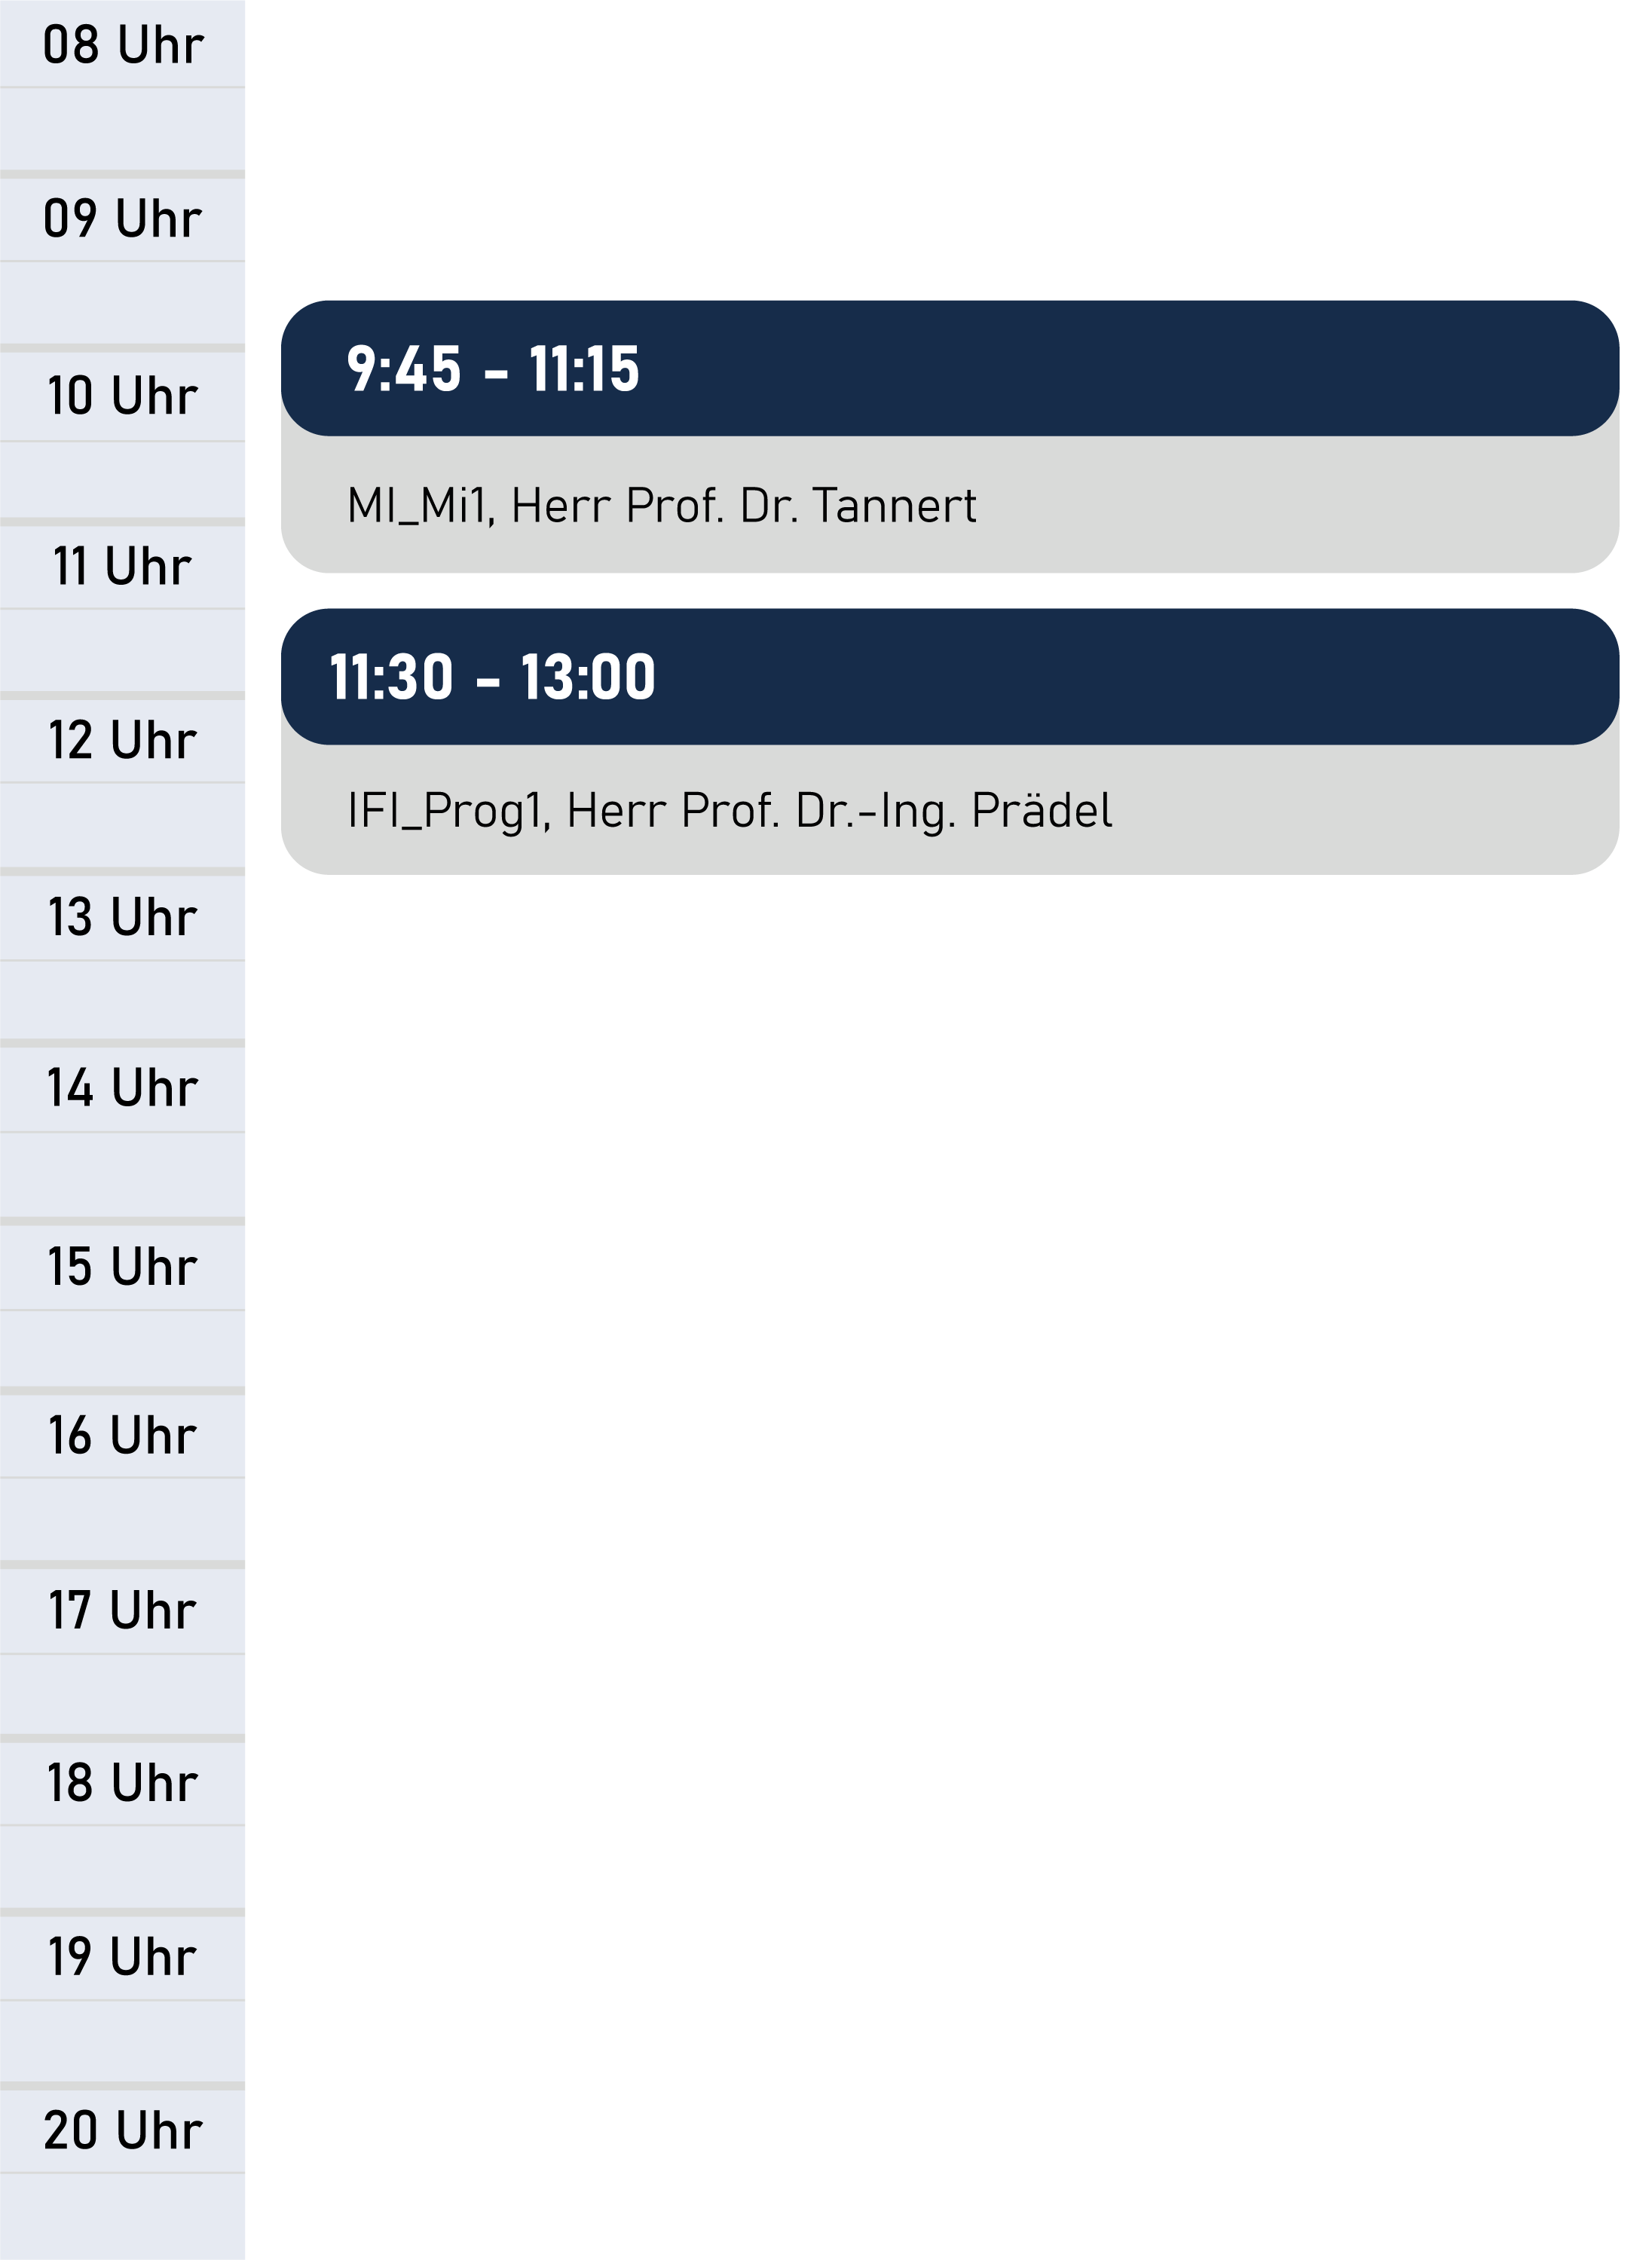 08 Uhr
09 Uhr
9:45 - 11:15
10 Uhr
MI_Mi1, Herr Prof. Dr. Tannert
11 Uhr
11:30 - 13:00
12 Uhr
IFI_Prog1, Herr Prof. Dr.-Ing. Prädel
13 Uhr
14 Uhr
15 Uhr
16 Uhr
17 Uhr
18 Uhr
19 Uhr
20 Uhr